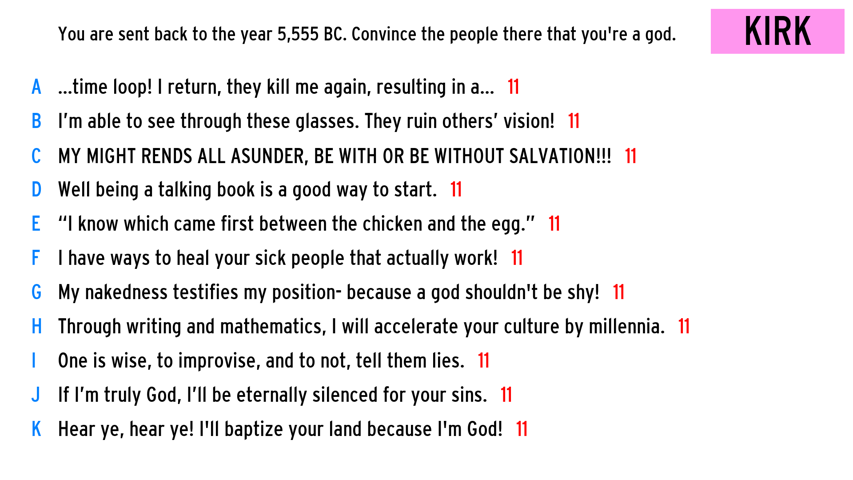 You are sent back to the year 5,555 BC. Convince the people there that you're a god. KIRK
A ...time loop! I return, they kill me again, resulting in a... 11
B I’m able to see through these glasses. They ruin others’ vision! 11
C MY MIGHT RENDS ALL ASUNDER, BE WITH OR BE WITHOUT SALVATION!!! 11
D Well being a talking book is a good way to start. 11
E “I know which came first between the chicken and the egg.” 11
F I have ways to heal your sick people that actually work! 11
G My nakedness testifies my position- because a god shouldn't be shy! 11
H Through writing and mathematics, I will accelerate your culture by millennia. 11
I One is wise, to improvise, and to not, tell them lies. 11
J If I’m truly God, I’ll be eternally silenced for your sins. 11
K Hear ye, hear ye! I'll baptize your land because I'm God! 11